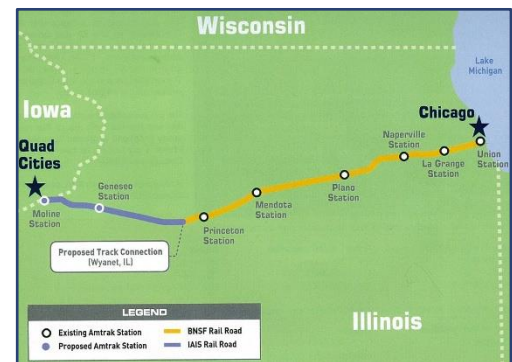 Wisconsin
Lake
Michigan
Iowa
Chicago
Quad
Cities
Naperville
Station
La Grange
Station
Union
Station
Geneseo
Station
Plano
Station
Mendota
Station
Moline
Station
Princeton
Station
Proposed Track Connection
(Wyanet, IL)
LEGEND
Existing Amtrak Station
BNSF Rail Road
Proposed Amtrak Station
IAIS Rail Road
Illinois